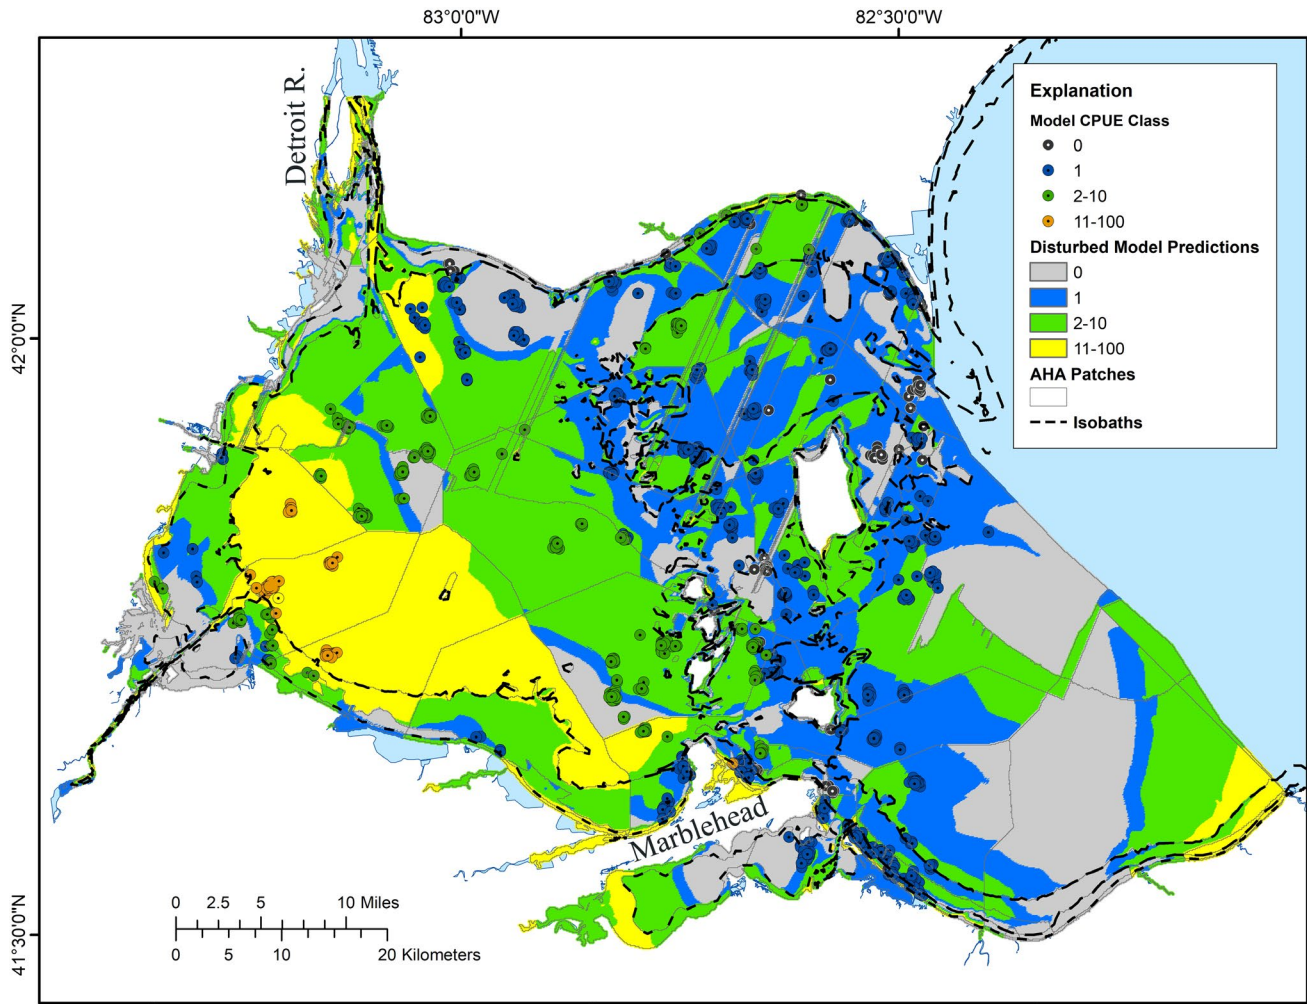 83°0'0"W
82°30'0"W
Detroit R.
Explanation
Model CPUE Class
0
1
2-10
11-100
Disturbed Model Predictions
0
1
2-10
11-100
AHA Patches
Isobaths
42°0'0"N
Marblehead
0 2.5 5 10 Miles
0 5 10 20 Kilometers
41°30'0"N